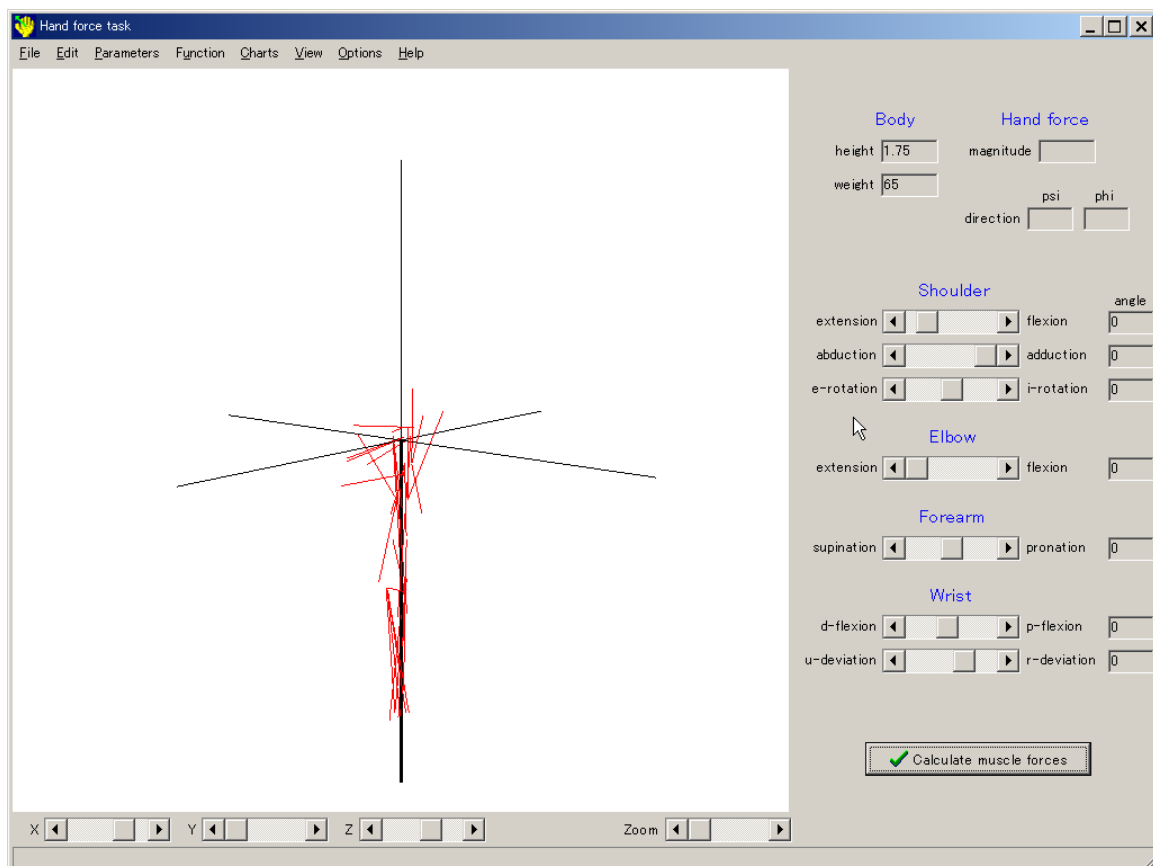 Hand force task
File Edit Parameters Function Charts View Options Help
Body Hand force
height 1.75 magnitude
weight 65
psi phi
direction
Shoulder
angle
extension flexion 0
abduction adduction 0
e-rotation i-rotation 0
Elbow
extension flexion 0
Forearm
supination pronation 0
Wrist
d-flexion p-flexion 0
u-deviation r-deviation 0
Calculate muscle forces
X Y Z Zoom